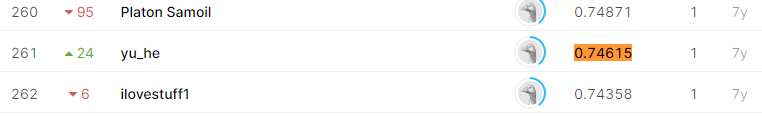 260 95 Platon Samoil 0.74871 1 7y
261 24 yu_he 0.74615 1 7y
262 6 ilovestuff1 0.74358 1 7y